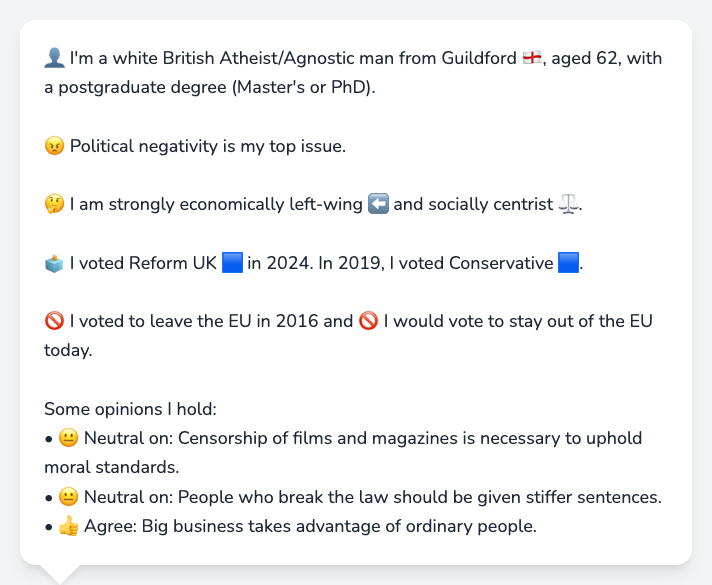 👤 I'm a white British Atheist/Agnostic man from Guildford 🏴󠁧󠁢󠁥󠁮󠁧󠁿, aged 62, with
a postgraduate degree (Master's or PhD).
😠 Political negativity is my top issue.
🤔 I am strongly economically left-wing ⬅️ and socially centrist ⚖️.
🗳️ I voted Reform UK 🟦 in 2024. In 2019, I voted Conservative 🟦.
🚫 I voted to leave the EU in 2016 and 🚫 I would vote to stay out of the EU
today.
Some opinions I hold:
• 😐 Neutral on: Censorship of films and magazines is necessary to uphold
moral standards.
• 😐 Neutral on: People who break the law should be given stiffer sentences.
• 👍 Agree: Big business takes advantage of ordinary people.